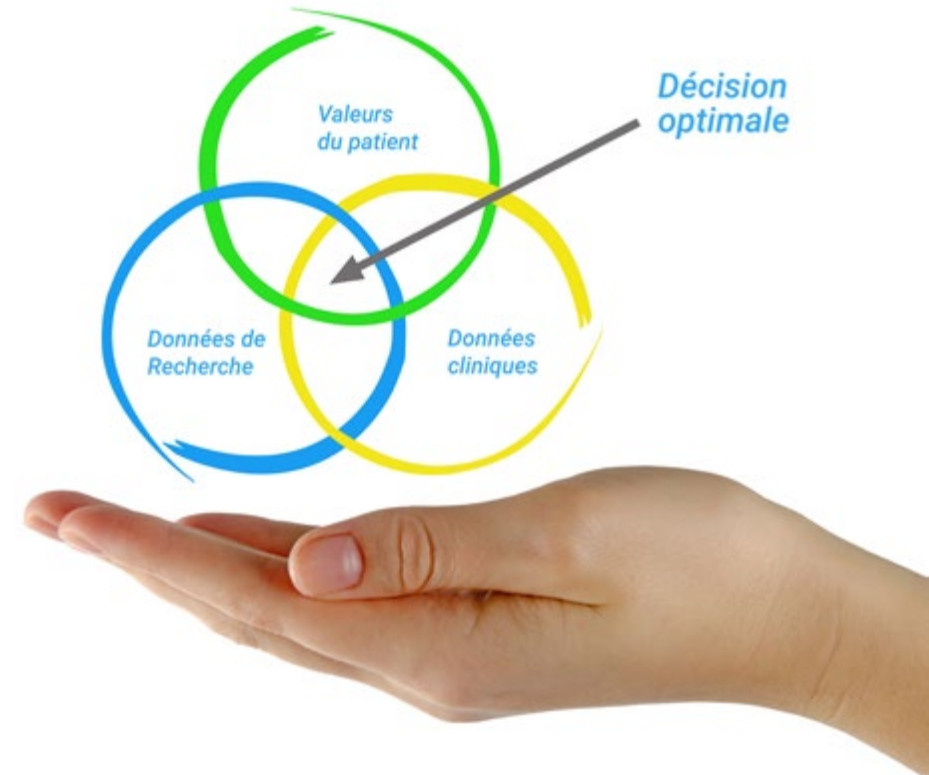 Décision
optimale
Valeurs
du patient
Données de
Recherche
Données
cliniques